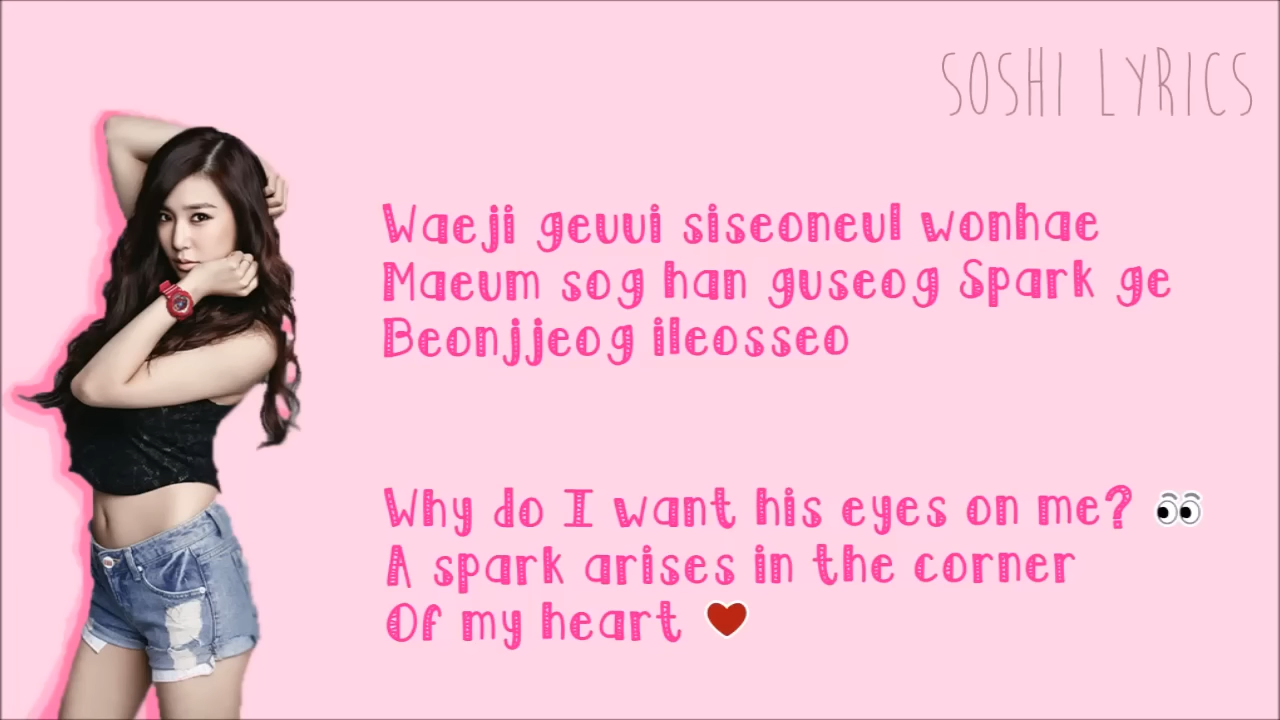 SOSHI LYRICS
Waeji geuui siseoneul wonhae
Maeum sog han guseog Spark ge
Beonjjeog ileosseo
Why do I want his eyes on me? 👀
A spark arises in the corner
Of my heart ❤